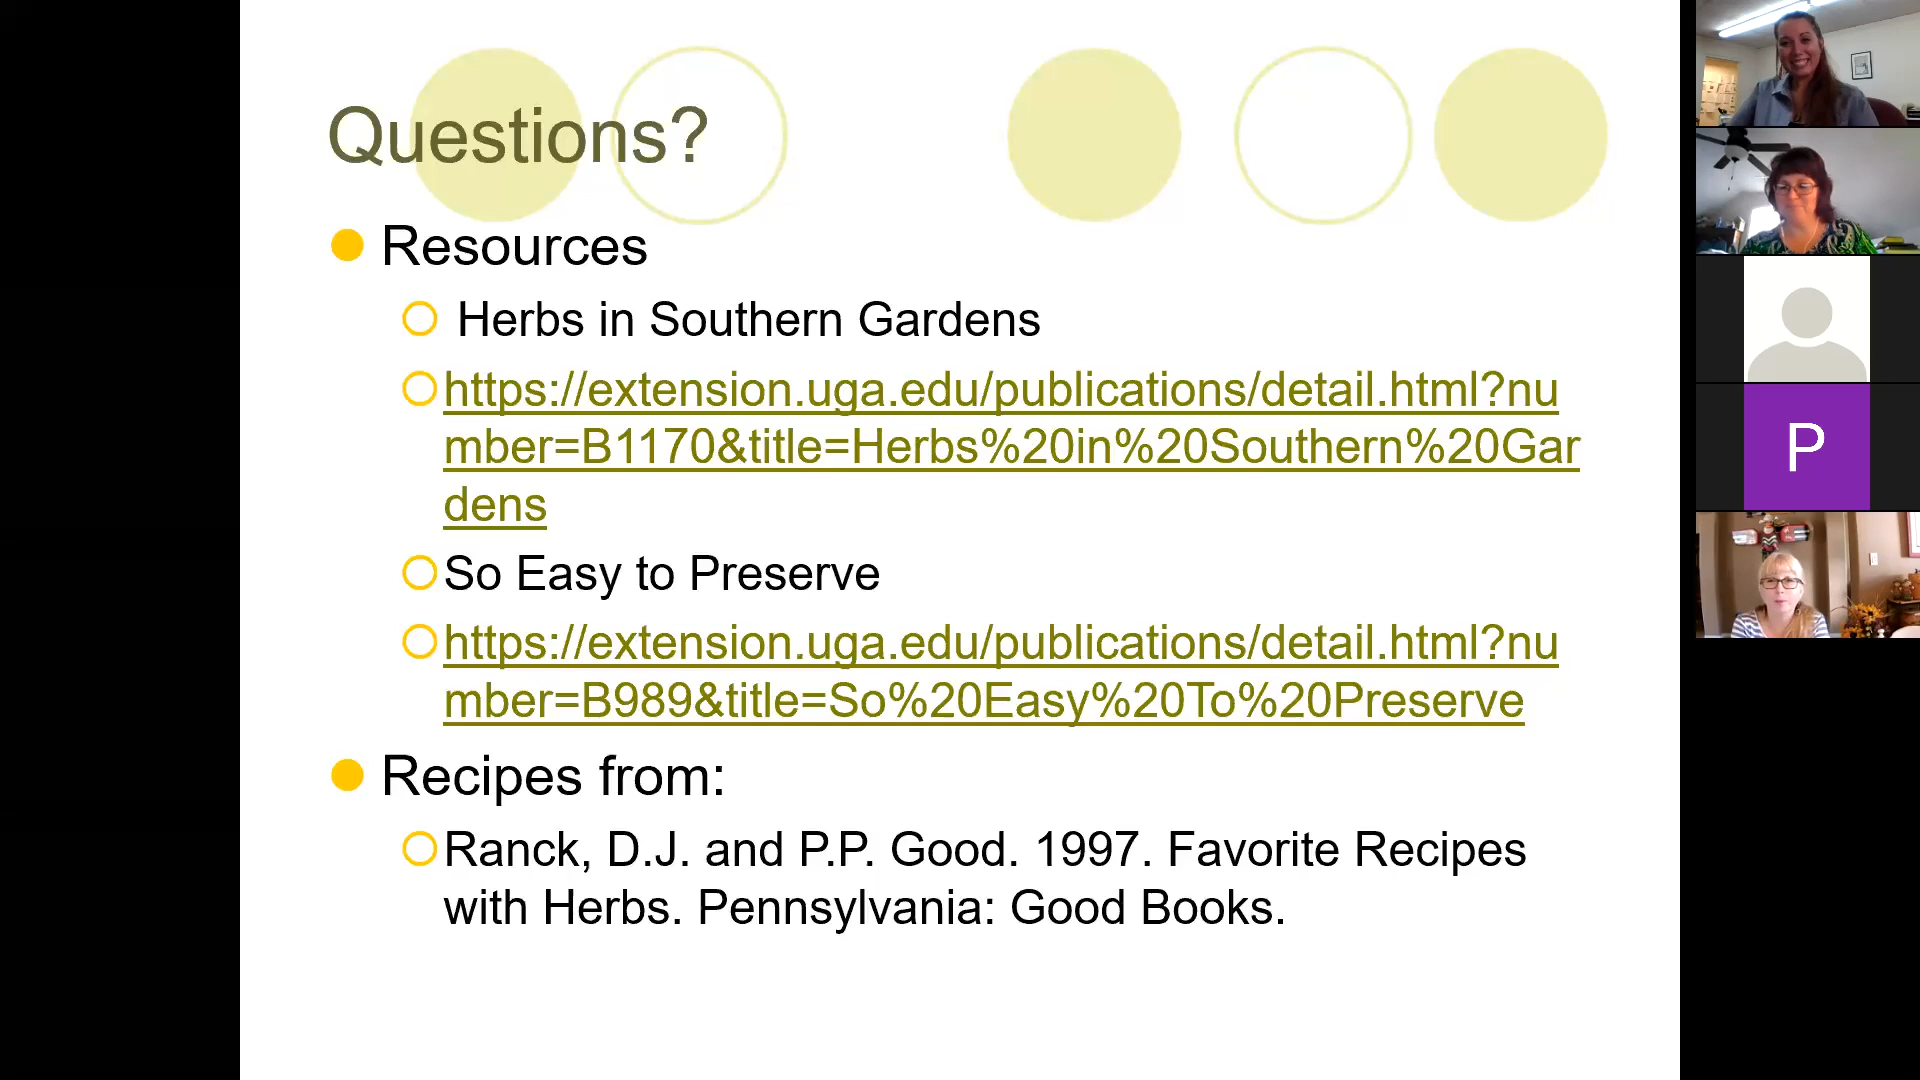 Questions?
Resources
Herbs in Southern Gardens
https://extension.uga.edu/publications/detail.html?nu
mber=B1170&title=Herbs%20in%20Southern%20Gar
dens
So Easy to Preserve
https://extension.uga.edu/publications/detail.html?nu
mber=B989&title=So%20Easy%20To%20Preserve
Recipes from:
Ranck, D.J. and P.P. Good. 1997. Favorite Recipes
with Herbs. Pennsylvania: Good Books.
P